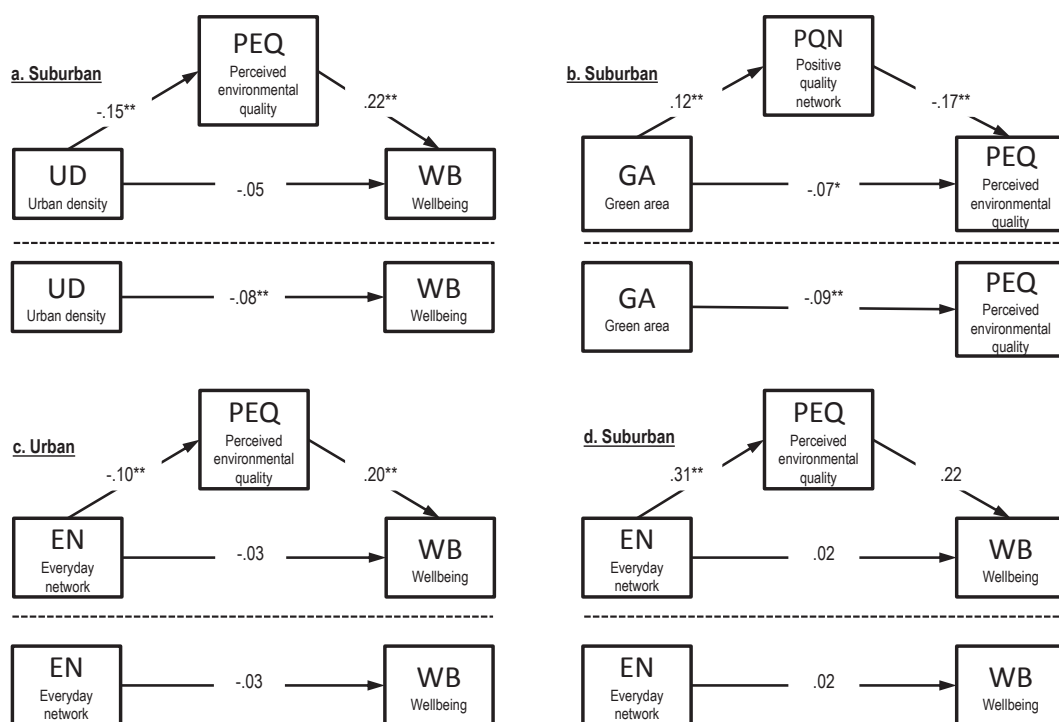 a. Suburban
PEQ
Perceived
environmental
quality
-.15**
.22**
UD
Urban density
-.05
WB
Wellbeing
UD
Urban density
-.08**
WB
Wellbeing
b. Suburban
PQN
Positive
quality
network
.12**
-.17**
GA
Green area
-.07*
PEQ
Perceived
environmental
quality
GA
Green area
-.09**
PEQ
Perceived
environmental
quality
c. Urban
PEQ
Perceived
environmental
quality
-.10**
.20**
EN
Everyday
network
-.03
WB
Wellbeing
EN
Everyday
network
-.03
WB
Wellbeing
d. Suburban
PEQ
Perceived
environmental
quality
.31**
.22
EN
Everyday
network
.02
WB
Wellbeing
EN
Everyday
network
.02
WB
Wellbeing